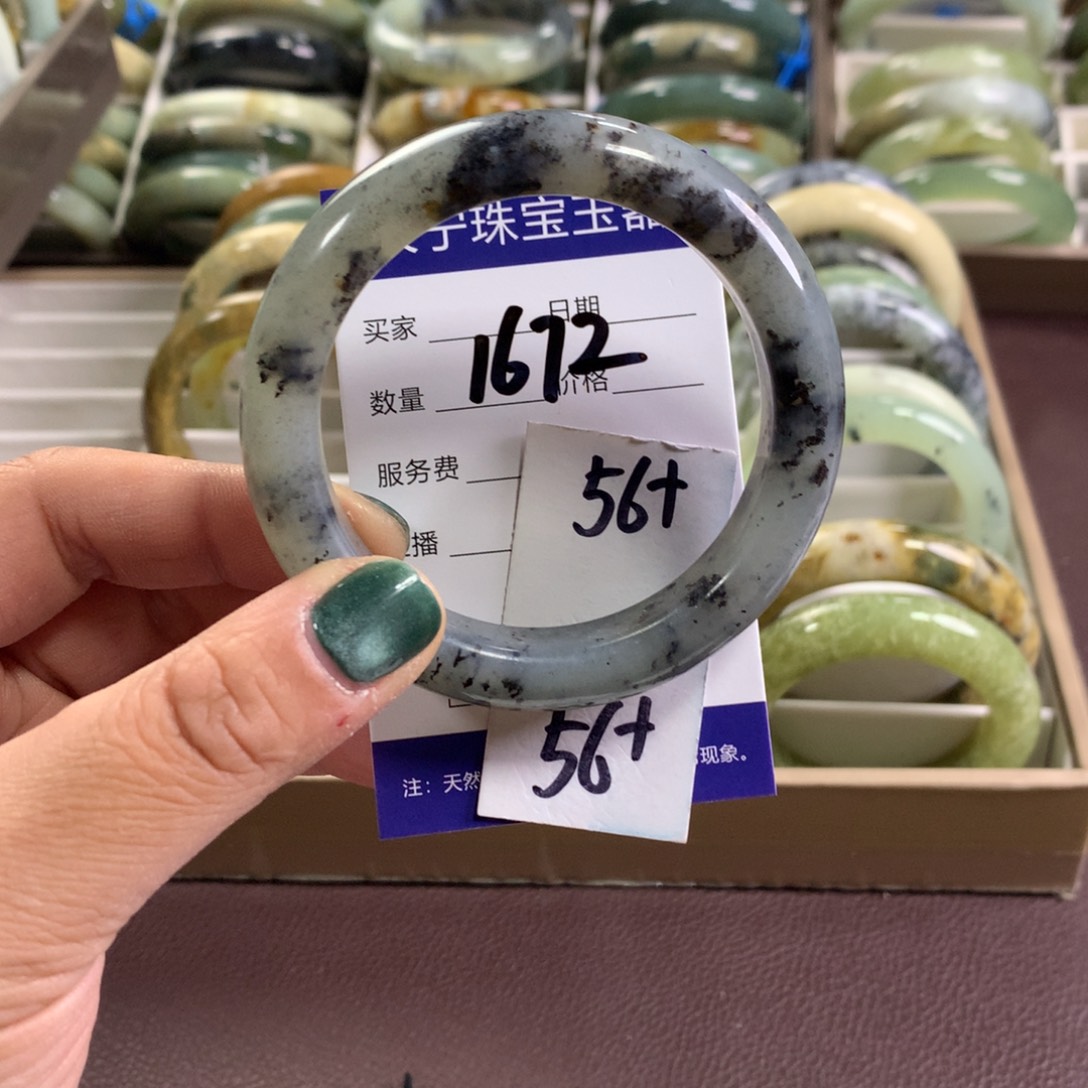 宁珠宝玉器
买家 日期
1672
数量 价格
服务费
56+
播
56+
注：天然 现象。